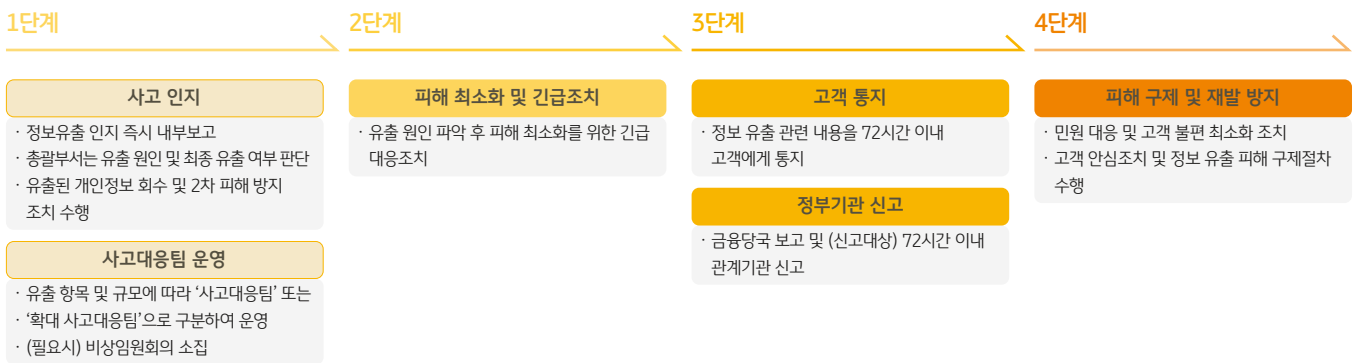 1단계
사고 인지
· 정보유출 인지 즉시 내부보고
· 총괄부서는 유출 원인 및 최종 유출 여부 판단
· 유출된 개인정보 회수 및 2차 피해 방지
조치 수행
사고대응팀 운영
· 유출 항목 및 규모에 따라 ‘사고대응팀’ 또는
· ‘확대 사고대응팀’으로 구분하여 운영
· (필요시) 비상임원회의 소집
2단계
피해 최소화 및 긴급조치
· 유출 원인 파악 후 피해 최소화를 위한 긴급
대응조치
3단계
고객 통지
· 정보 유출 관련 내용을 72시간 이내
고객에게 통지
정부기관 신고
· 금융당국 보고 및 (신고대상) 72시간 이내
관계기관 신고
4단계
피해 구제 및 재발 방지
· 민원 대응 및 고객 불편 최소화 조치
· 고객 안심조치 및 정보 유출 피해 구제절차
수행